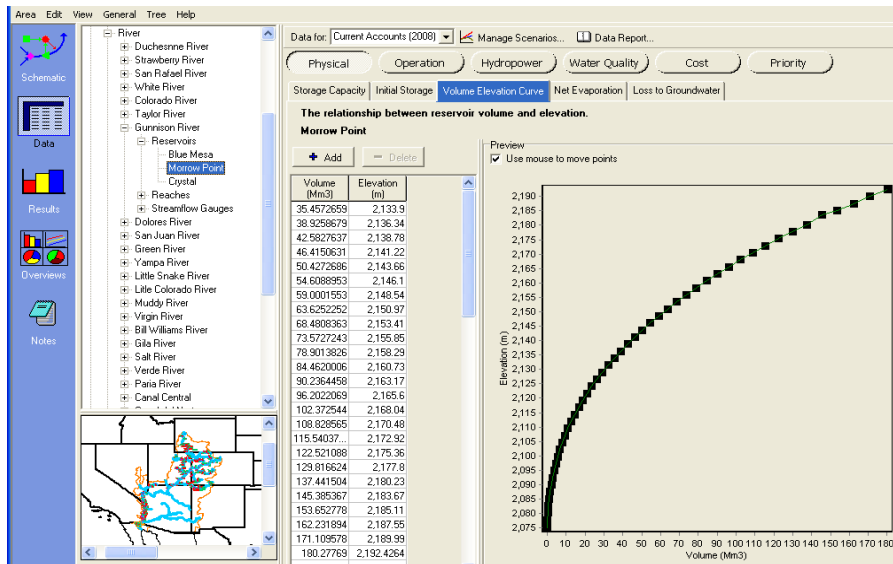 Area Edit View General Tree Help
Schematic
Data
Results
Overviews
Notes
River
Duchesnne River
Strawberry River
San Rafael River
White River
Colorado River
Taylor River
Gunnison River
Reservoirs
Blue Mesa
Morrow Point
Crystal
Reaches
Streamflow Gauges
Dolores River
San Juan River
Green River
Yampa River
Little Snake River
Litle Colorado River
Muddy River
Virgin River
Bill Williams River
Gila River
Salt River
Verde River
Paria River
Canal Central
Data for: Current Accounts (2008) Manage Scenarios... Data Report...
Physical Operation Hydropower Water Quality Cost Priority
Storage Capacity Initial Storage Volume Elevation Curve Net Evaporation Loss to Groundwater
The relationship between reservoir volume and elevation.
Morrow Point
+ Add - Delete
Volume (Mm3) Elevation (m)
35.4572659 2,133.9
38.9258679 2,136.34
42.5827637 2,138.78
46.4150631 2,141.22
50.4272686 2,143.66
54.6088953 2,146.1
59.0001553 2,148.54
63.6252252 2,150.97
68.4808363 2,153.41
73.5727243 2,155.85
78.9013826 2,158.29
84.4620006 2,160.73
90.2364458 2,163.17
96.2022069 2,165.6
102.372544 2,168.04
108.828565 2,170.48
115.54037... 2,172.92
122.521088 2,175.36
129.816624 2,177.8
137.441504 2,180.23
145.385367 2,183.67
153.652778 2,185.11
162.231894 2,187.55
171.109578 2,189.99
180.27769 2,192.4264
Preview
Use mouse to move points
Elevation (m)
2,190
2,185
2,180
2,175
2,170
2,165
2,160
2,155
2,150
2,145
2,140
2,135
2,130
2,125
2,120
2,115
2,110
2,105
2,100
2,095
2,090
2,085
2,080
2,075
0 10 20 30 40 50 60 70 80 90 100 110 120 130 140 150 160 170 180
Volume (Mm3)